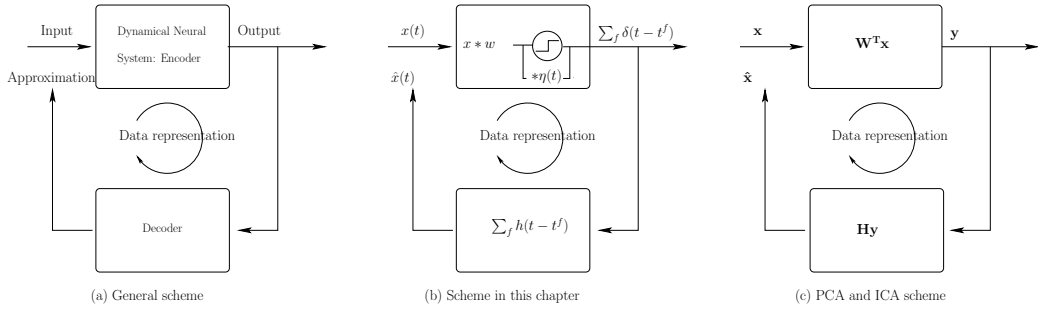 Input
Dynamical Neural
System: Encoder
Output
Approximation
Data representation
Decoder
(a) General scheme
x(t)
x ∗ w
∑_f δ(t − t^f)
x̂(t)
∗η(t)
Data representation
∑_f h(t − t^f)
(b) Scheme in this chapter
x
W^T x
y
x̂
Data representation
Hy
(c) PCA and ICA scheme